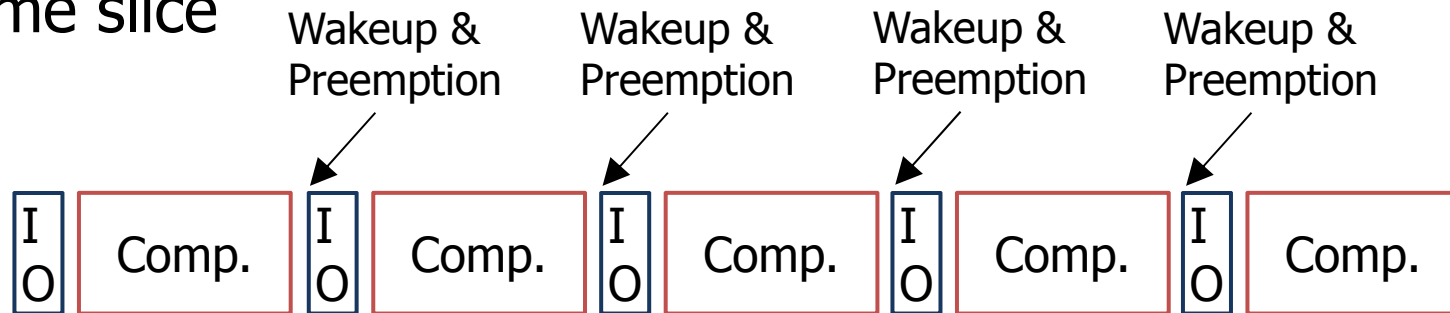 me slice
Wakeup & Wakeup & Wakeup & Wakeup &
Preemption Preemption Preemption Preemption
I O Comp. I O Comp. I O Comp. I O Comp. I O Comp.